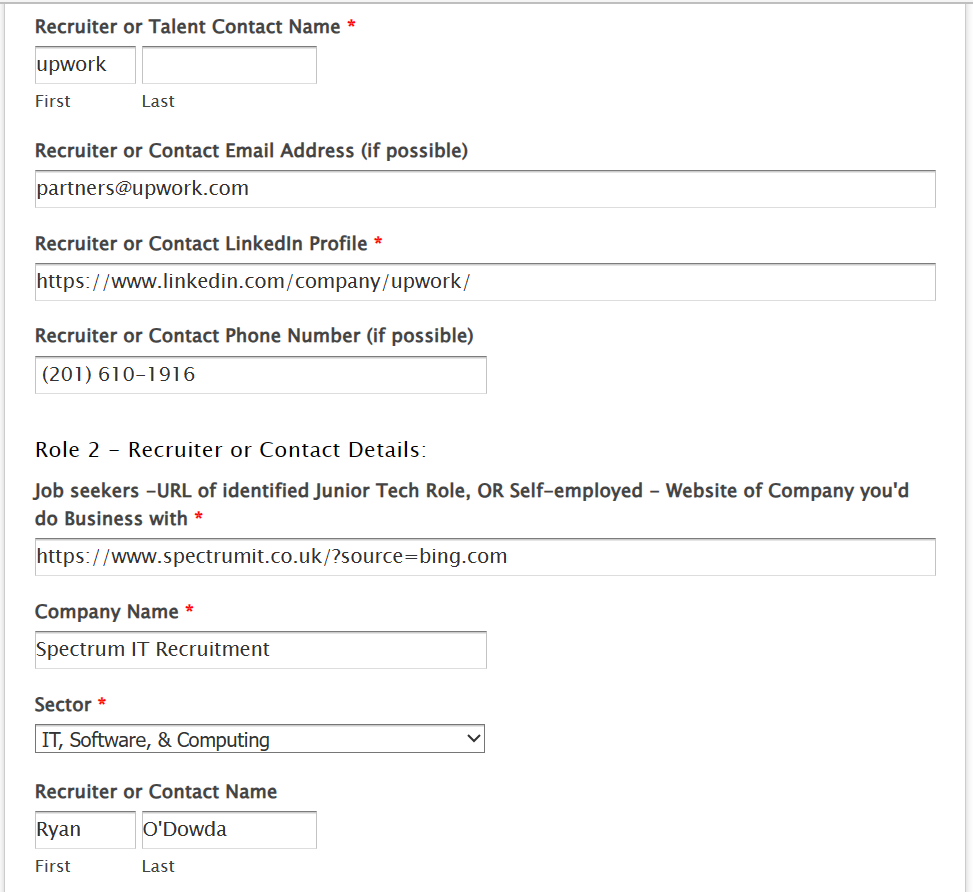 Recruiter or Talent Contact Name *
upwork
First Last
Recruiter or Contact Email Address (if possible)
partners@upwork.com
Recruiter or Contact LinkedIn Profile *
https://www.linkedin.com/company/upwork/
Recruiter or Contact Phone Number (if possible)
(201) 610-1916
Role 2 - Recruiter or Contact Details:
Job seekers -URL of identified Junior Tech Role, OR Self-employed - Website of Company you'd
do Business with *
https://www.spectrumit.co.uk/?source=bing.com
Company Name *
Spectrum IT Recruitment
Sector *
IT, Software, & Computing
Recruiter or Contact Name
Ryan O'Dowda
First Last